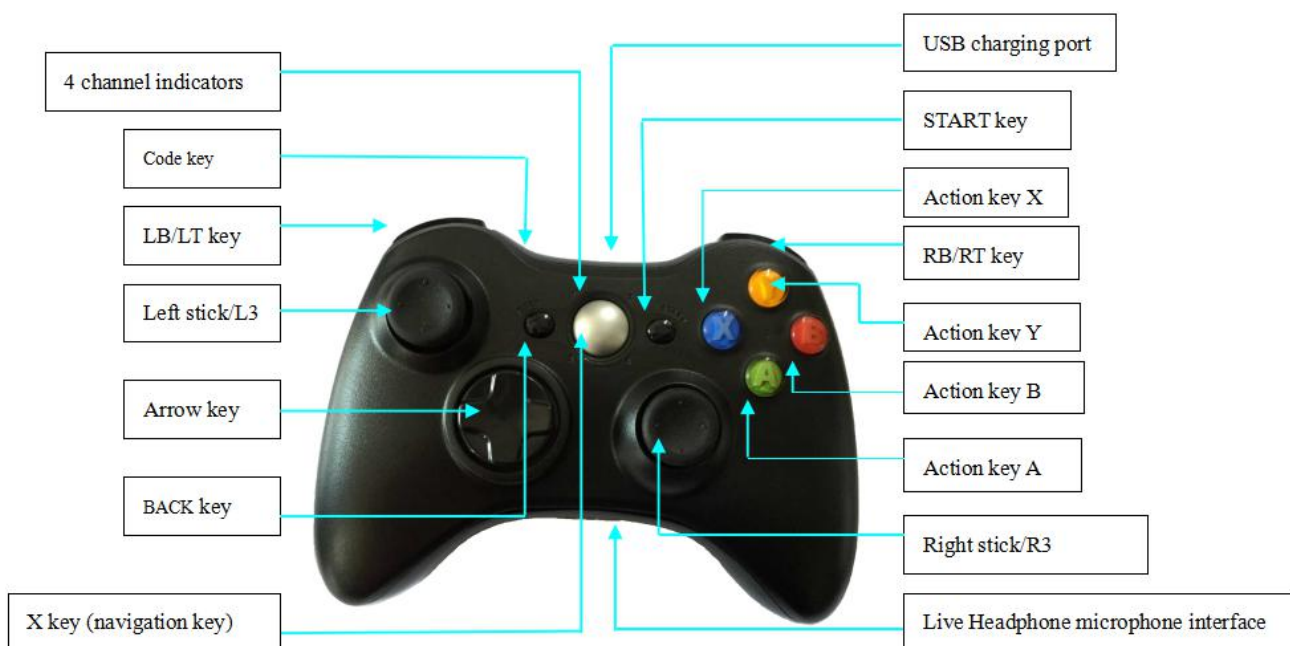 4 channel indicators
Code key
LB/LT key
Left stick/L3
Arrow key
BACK key
X key (navigation key)
USB charging port
START key
Action key X
RB/RT key
Action key Y
Action key B
Action key A
Right stick/R3
Live Headphone microphone interface
X
B
A